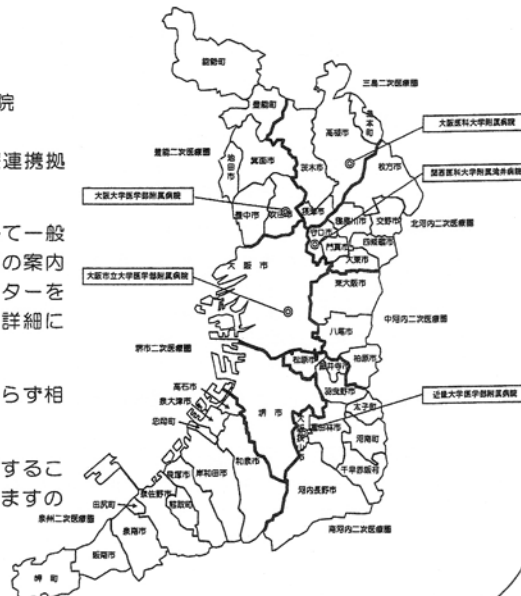 院
連携拠
て一般
の案内
ターを
詳細に
らず相
するこ
ますの
能勢町
三島二次医療圏
豊能町
高槻市
島本町
大阪医科大学附属病院
豊能二次医療圏
池田市
箕面市
茨木市
枚方市
関西医科大学附属滝井病院
大阪大学医学部附属病院
豊中市
吹田市
摂津市
寝屋川市
交野市
北河内二次医療圏
守口市
門真市
四條畷市
大阪市
大東市
大阪市立大学医学部附属病院
東大阪市
中河内二次医療圏
八尾市
堺市二次医療圏
松原市
藤井寺市
柏原市
羽曳野市
高石市
泉大津市
忠岡町
堺市
太子町
近畿大学医学部附属病院
大阪狭山市
富田林市
河南町
千早赤阪村
和泉市
岸和田市
貝塚市
河内長野市
泉佐野市
熊取町
田尻町
泉州二次医療圏
泉南市
南河内二次医療圏
阪南市
岬町